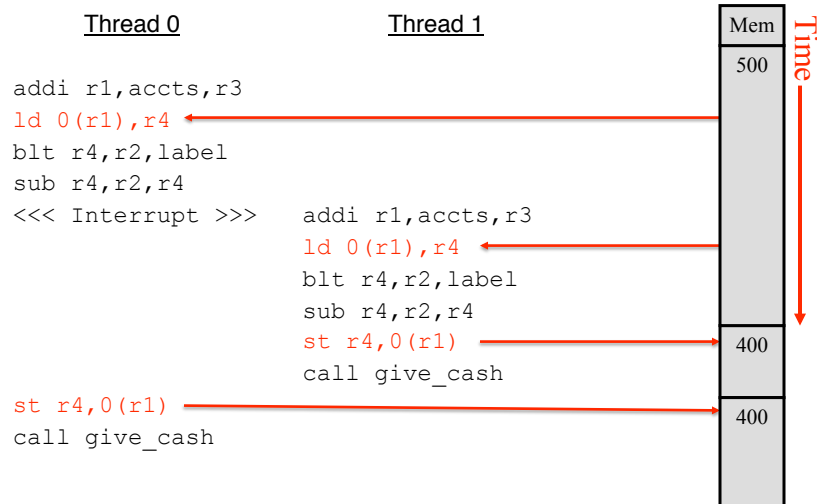 Thread 0
Thread 1
Mem
Time
500
addi r1,accts,r3
ld 0(r1),r4
blt r4,r2,label
sub r4,r2,r4
<<< Interrupt >>>
addi r1,accts,r3
ld 0(r1),r4
blt r4,r2,label
sub r4,r2,r4
st r4,0(r1)
400
call give_cash
st r4,0(r1)
400
call give_cash